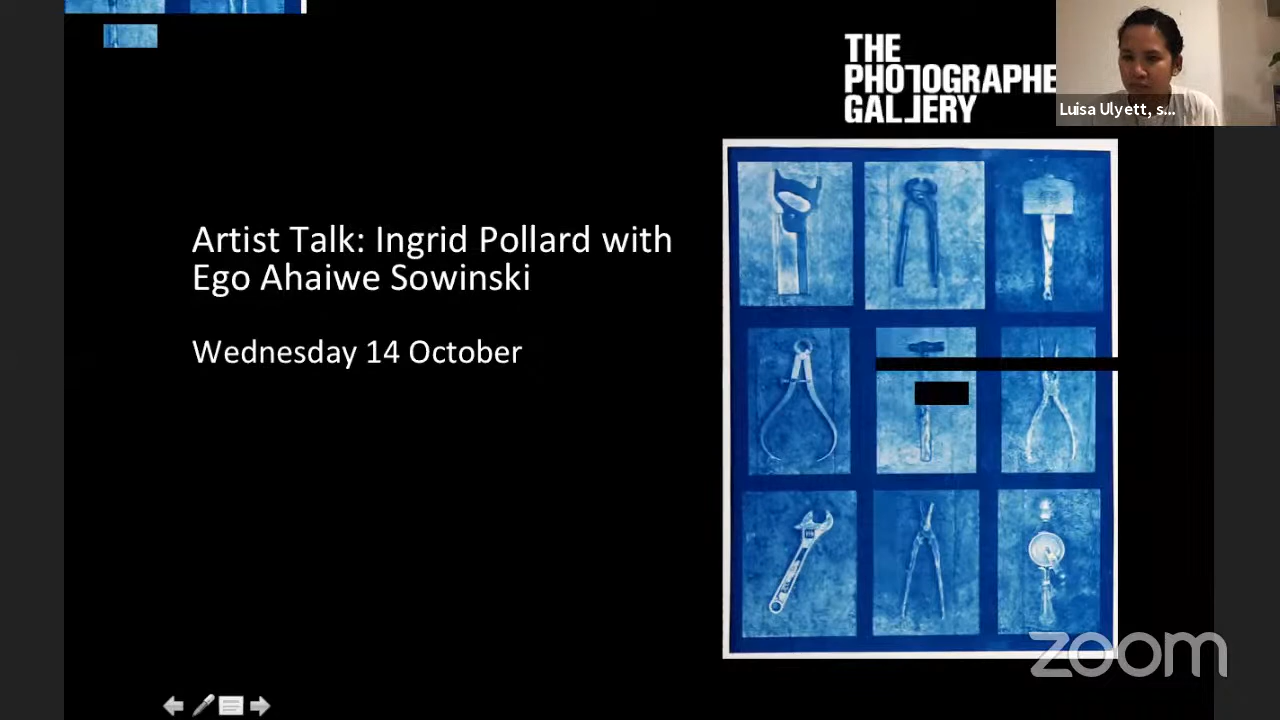 THE
PHOTOGRAPHE
GALLERY
Luisa Ulyett, s...
Artist Talk: Ingrid Pollard with
Ego Ahaiwe Sowinski
Wednesday 14 October
zoom